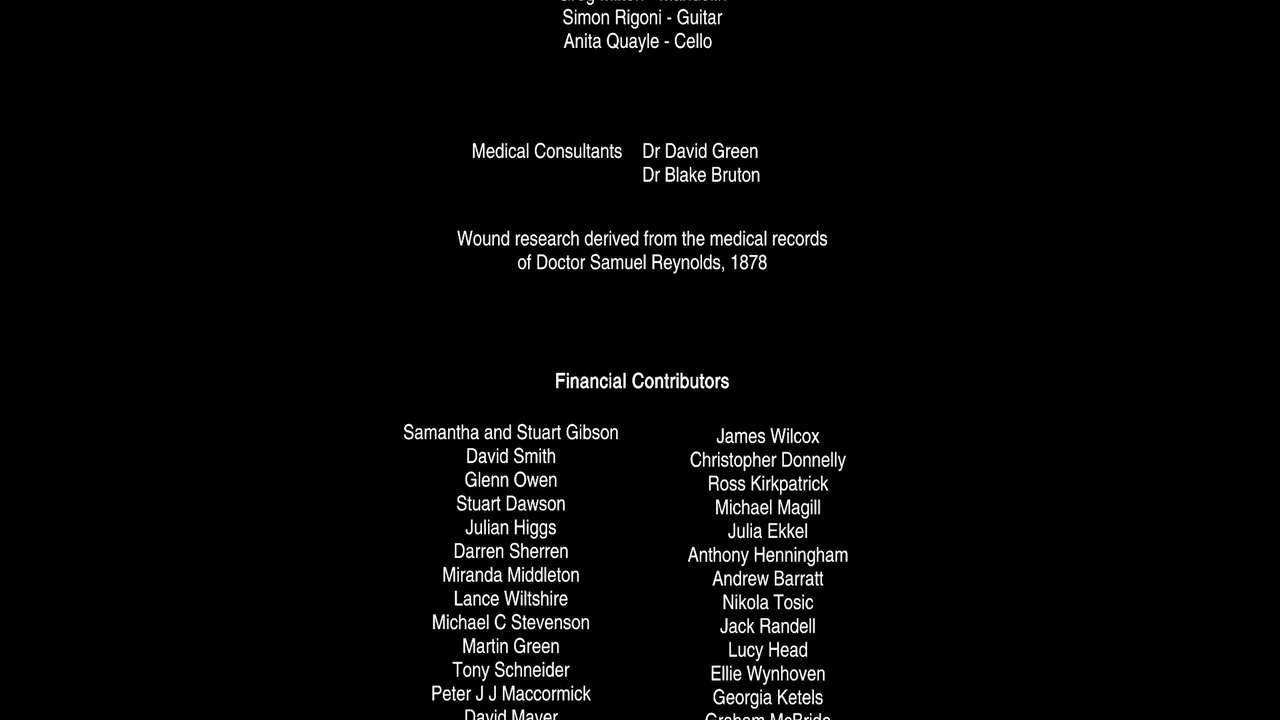 Simon Rigoni - Guitar
Anita Quayle - Cello
Medical Consultants Dr David Green
Dr Blake Bruton
Wound research derived from the medical records
of Doctor Samuel Reynolds, 1878
Financial Contributors
Samantha and Stuart Gibson
David Smith
Glenn Owen
Stuart Dawson
Julian Higgs
Darren Sherren
Miranda Middleton
Lance Wiltshire
Michael C Stevenson
Martin Green
Tony Schneider
Peter J J Maccormick
David Mayer
James Wilcox
Christopher Donnelly
Ross Kirkpatrick
Michael Magill
Julia Ekkel
Anthony Henningham
Andrew Barratt
Nikola Tosic
Jack Randell
Lucy Head
Ellie Wynhoven
Georgia Ketels
Graham McBride